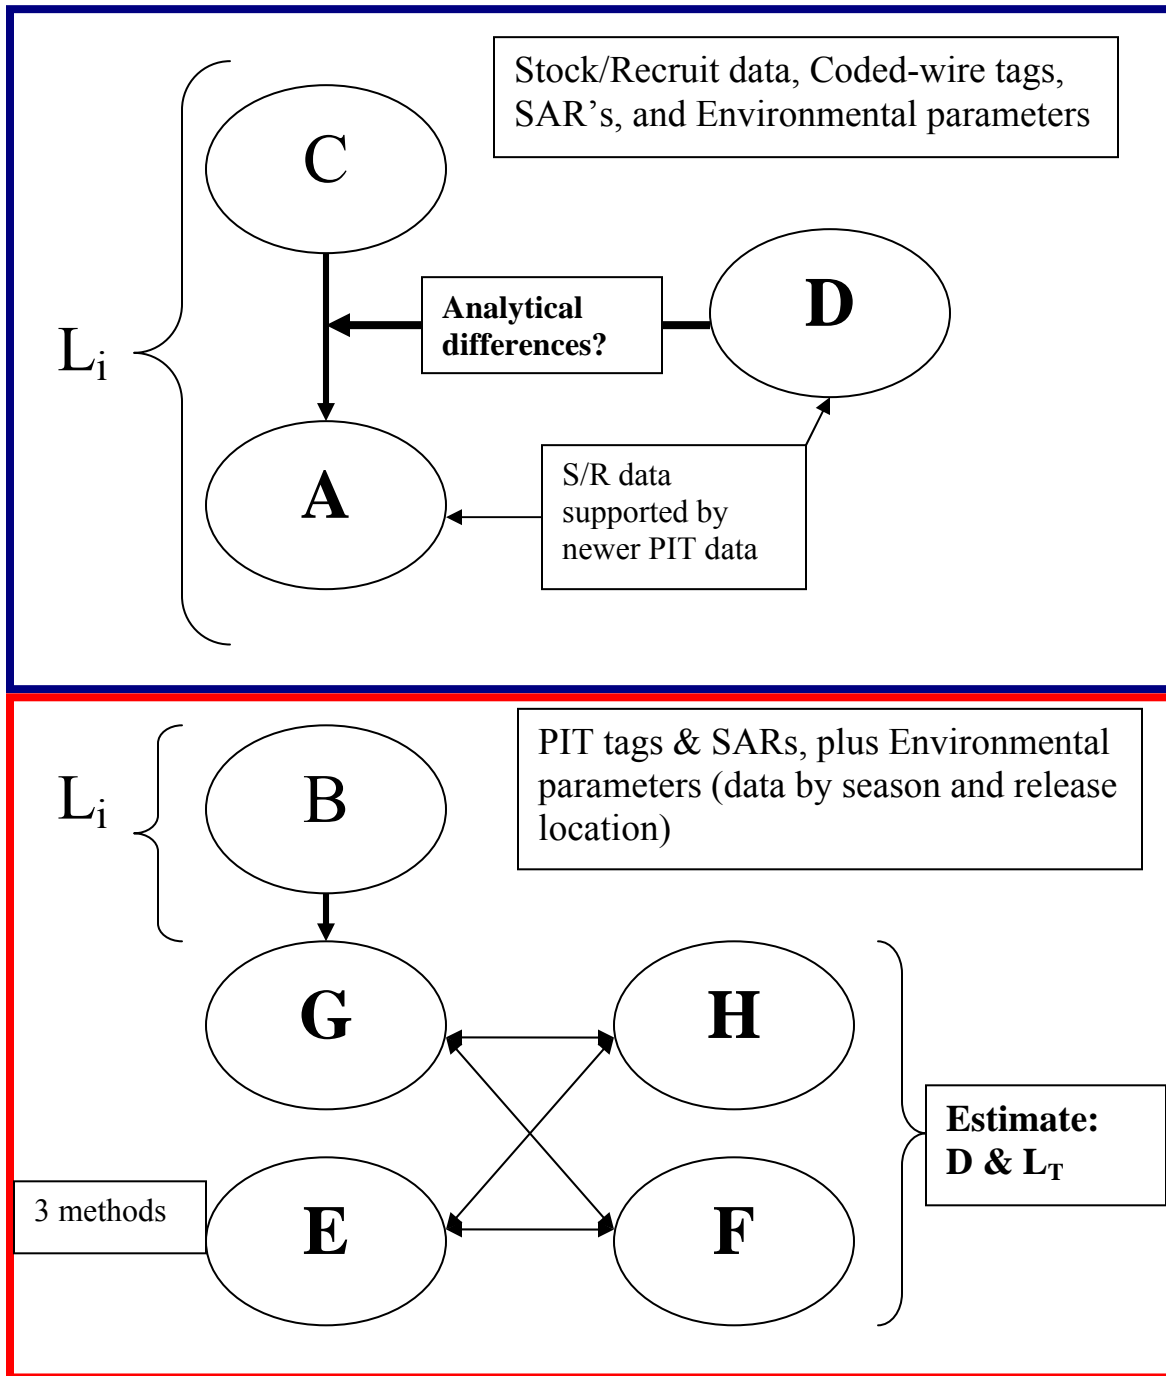 Stock/Recruit data, Coded-wire tags,
SAR's, and Environmental parameters
C
D
Analytical
differences?
Li
A
S/R data
supported by
newer PIT data
PIT tags & SARs, plus Environmental
parameters (data by season and release
location)
Li
B
G
H
Estimate:
D & LT
3 methods
E
F